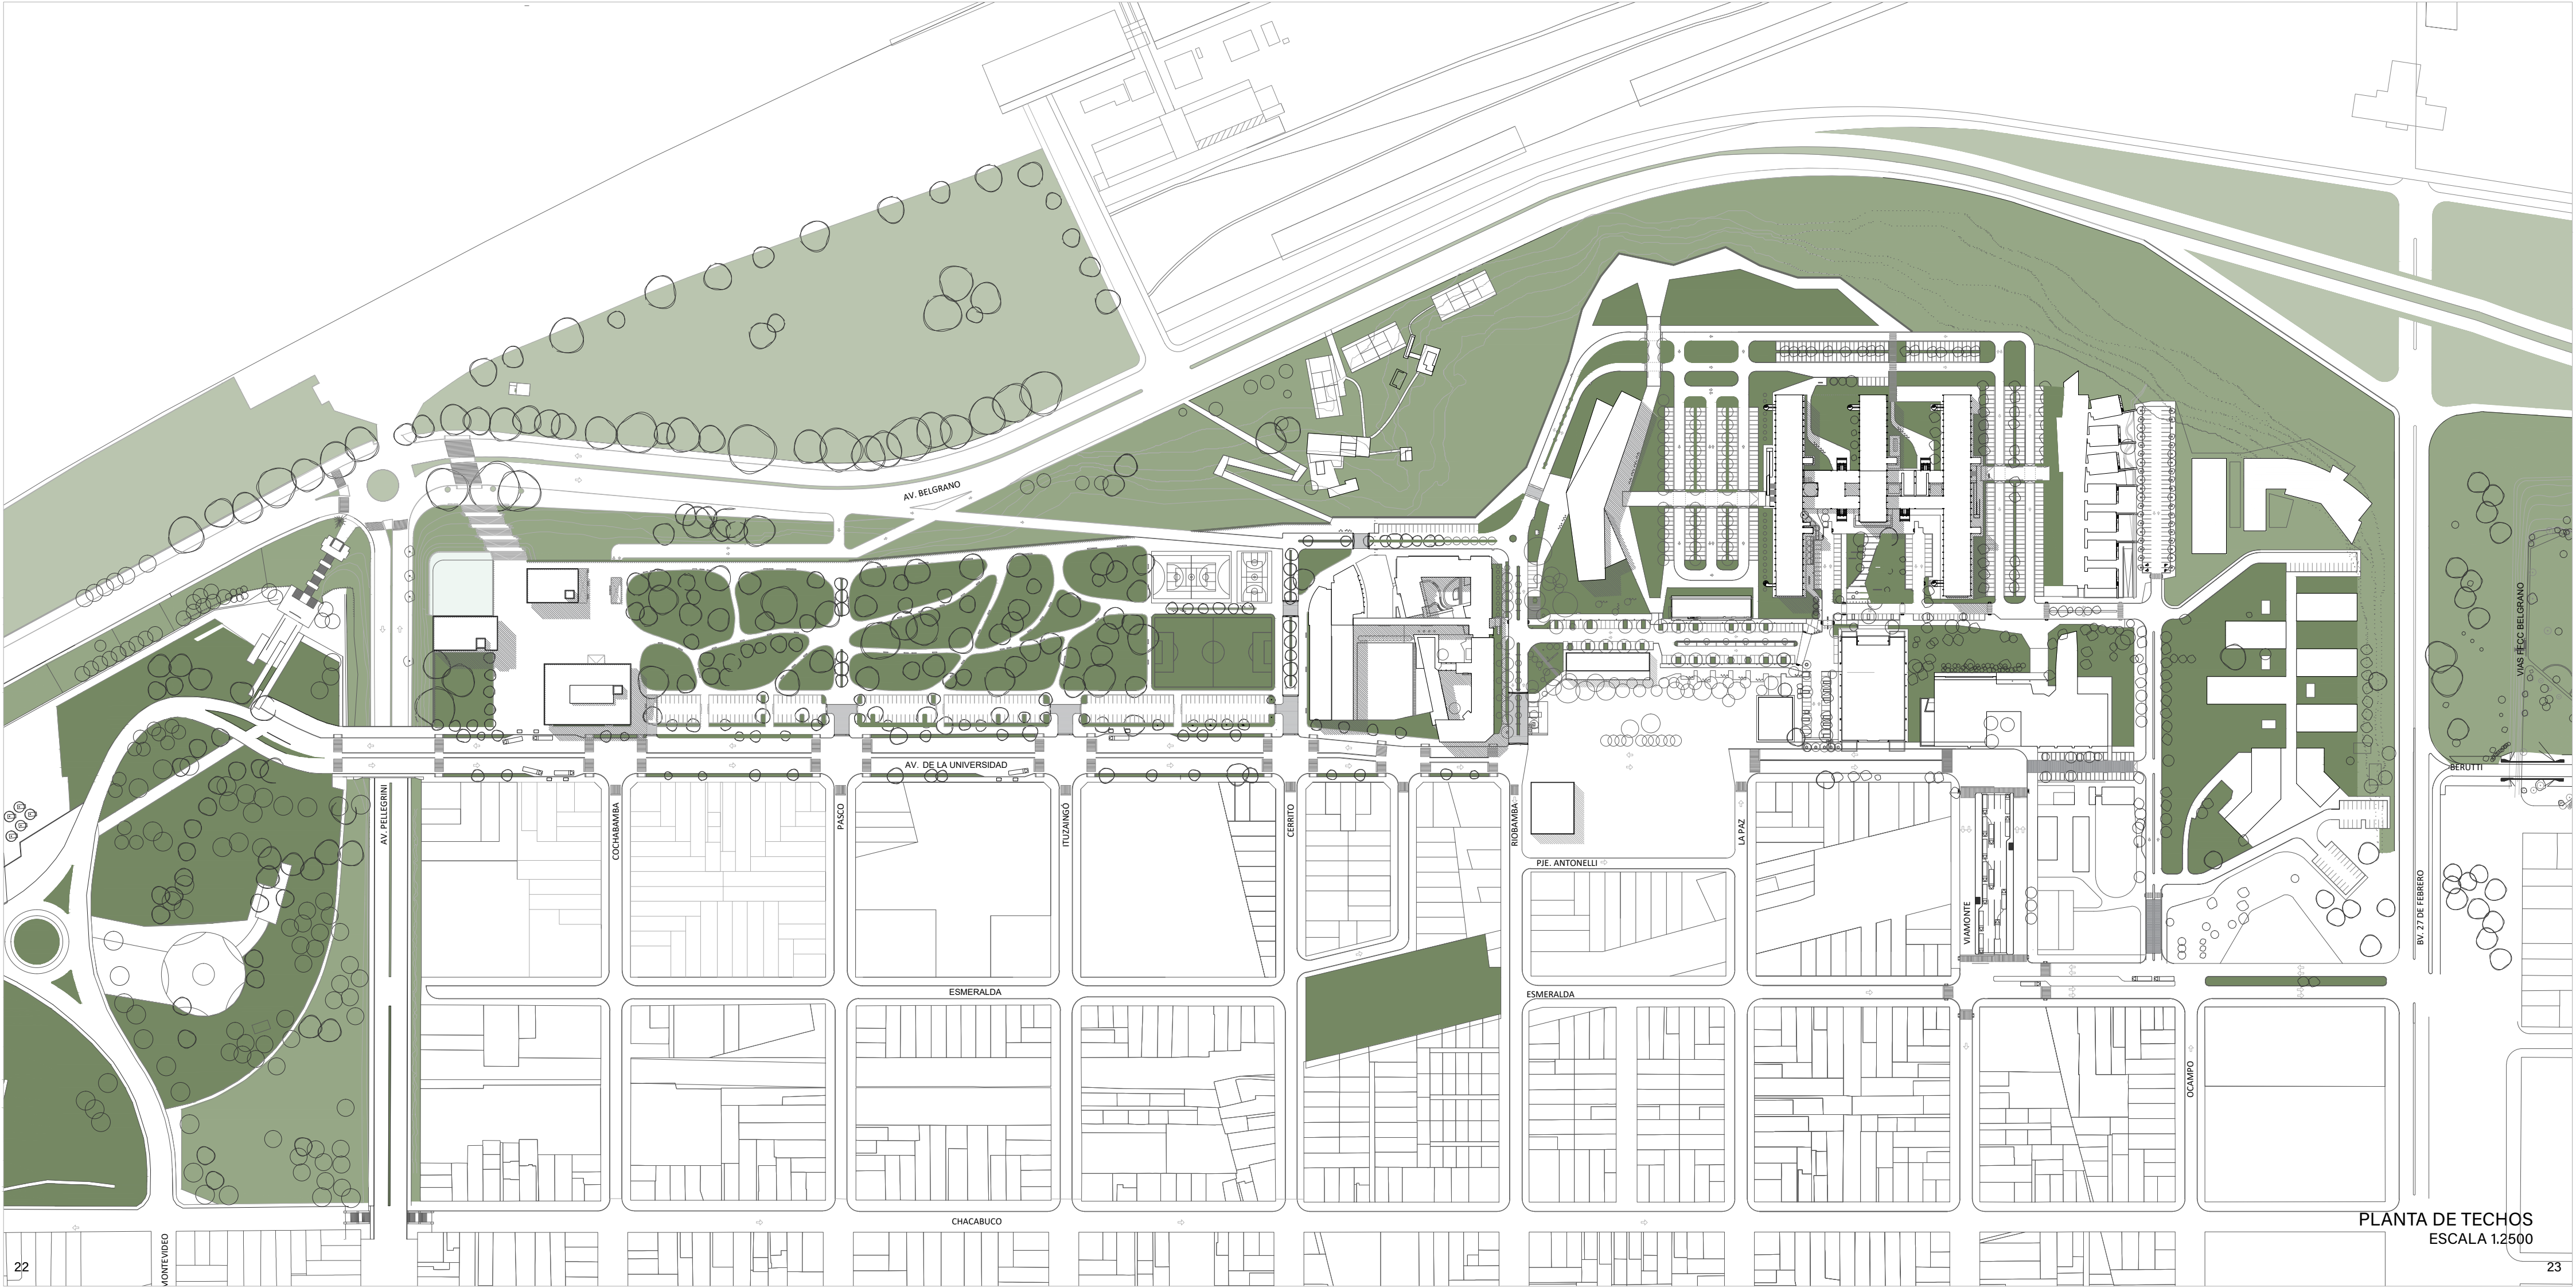 AV. BELGRANO
VIAS FFCC BELGRANO
AV. DE LA UNIVERSIDAD
BERUTTI
AV. PELLEGRINI
COCHABAMBA
PASCO
ITUZAINGÓ
CERRITO
RIOBAMBA
LA PAZ
PJE. ANTONELLI
VIAMONTE
BV. 27 DE FEBRERO
ESMERALDA
ESMERALDA
OCAMPO
CHACABUCO
MONTEVIDEO
PLANTA DE TECHOS
ESCALA 1.2500
22
23